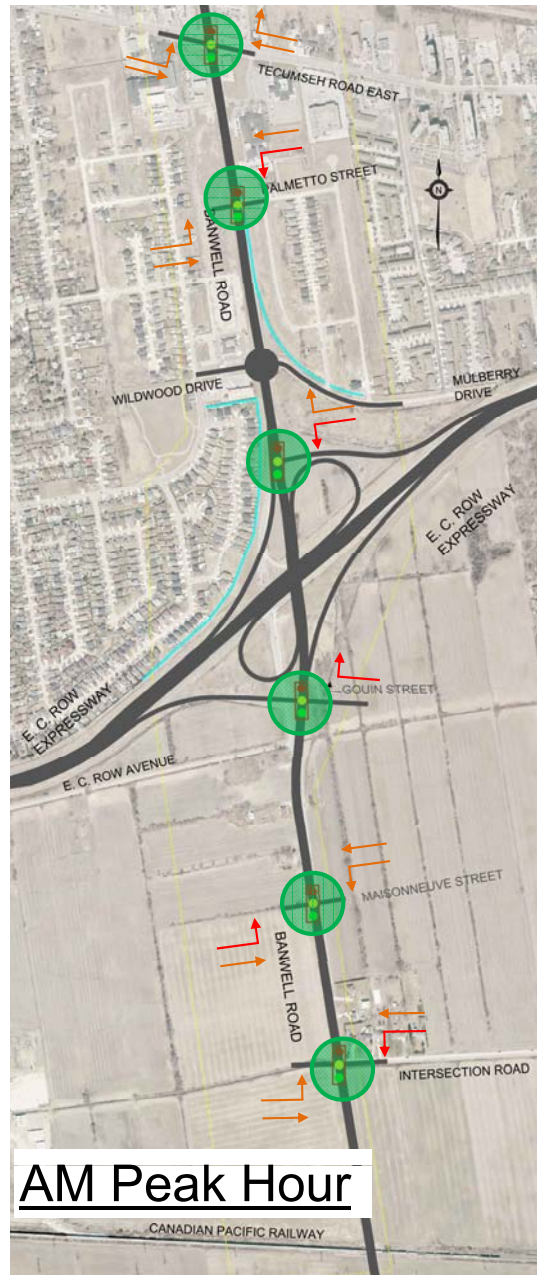 TECUMSEH ROAD EAST
PALMETTO STREET
N
BANWELL ROAD
WILDWOOD DRIVE
MULBERRY
DRIVE
E. C. ROW
EXPRESSWAY
GOUIN STREET
E. C. ROW
EXPRESSWAY
E. C. ROW AVENUE
MAISONNEUVE STREET
BANWELL ROAD
INTERSECTION ROAD
AM Peak Hour
CANADIAN PACIFIC RAILWAY